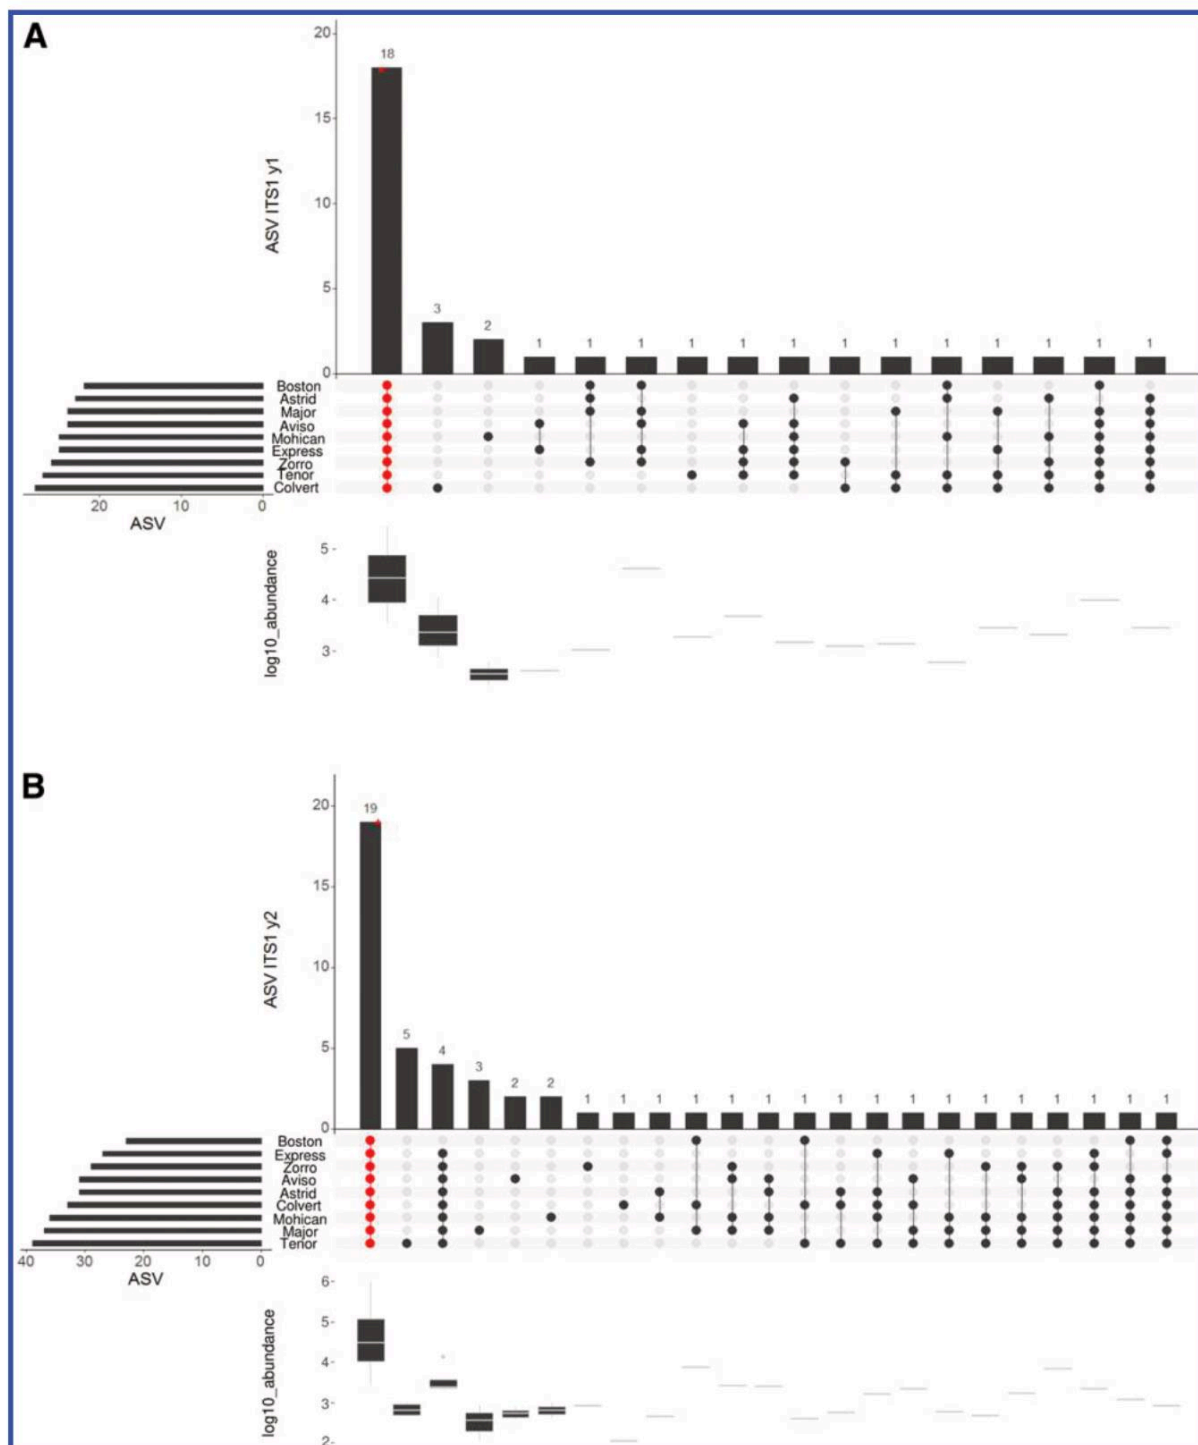 A
20
18
15
ASV ITS1 y1
10
5
3
2
1 1 1 1 1 1 1 1 1 1 1 1 1
0
Boston
Astrid
Major
Aviso
Mohican
Express
Zorro
Tenor
Colvert
20 10 0
ASV
5
4
3
log10_abundance
B
20
19
15
ASV ITS1 y2
10
5
5
4
3
2 2
1 1 1 1 1 1 1 1 1 1 1 1 1 1 1 1 1
0
Boston
Express
Zorro
Aviso
Astrid
Colvert
Mohican
Major
Tenor
40 30 20 10 0
ASV
6
5
4
3
2
log10_abundance